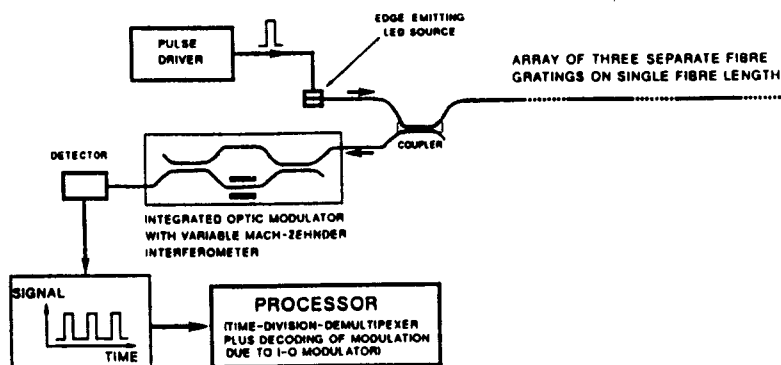 EDGE EMITTING
LED SOURCE
PULSE
DRIVER
ARRAY OF THREE SEPARATE FIBRE
GRATINGS ON SINGLE FIBRE LENGTH
COUPLER
DETECTOR
INTEGRATED OPTIC MODULATOR
WITH VARIABLE MACH-ZEHNDER
INTERFEROMETER
SIGNAL
TIME
PROCESSOR
(TIME-DIVISION-DEMULTIPEXER
PLUS DECODING OF MODULATION
DUE TO I-O MODULATOR)